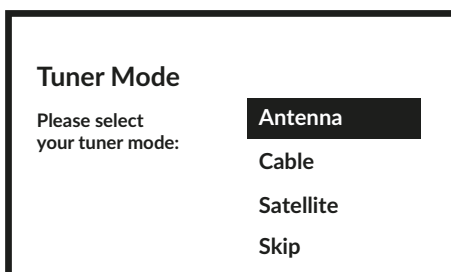 Tuner Mode
Please select
your tuner mode:
Antenna
Cable
Satellite
Skip